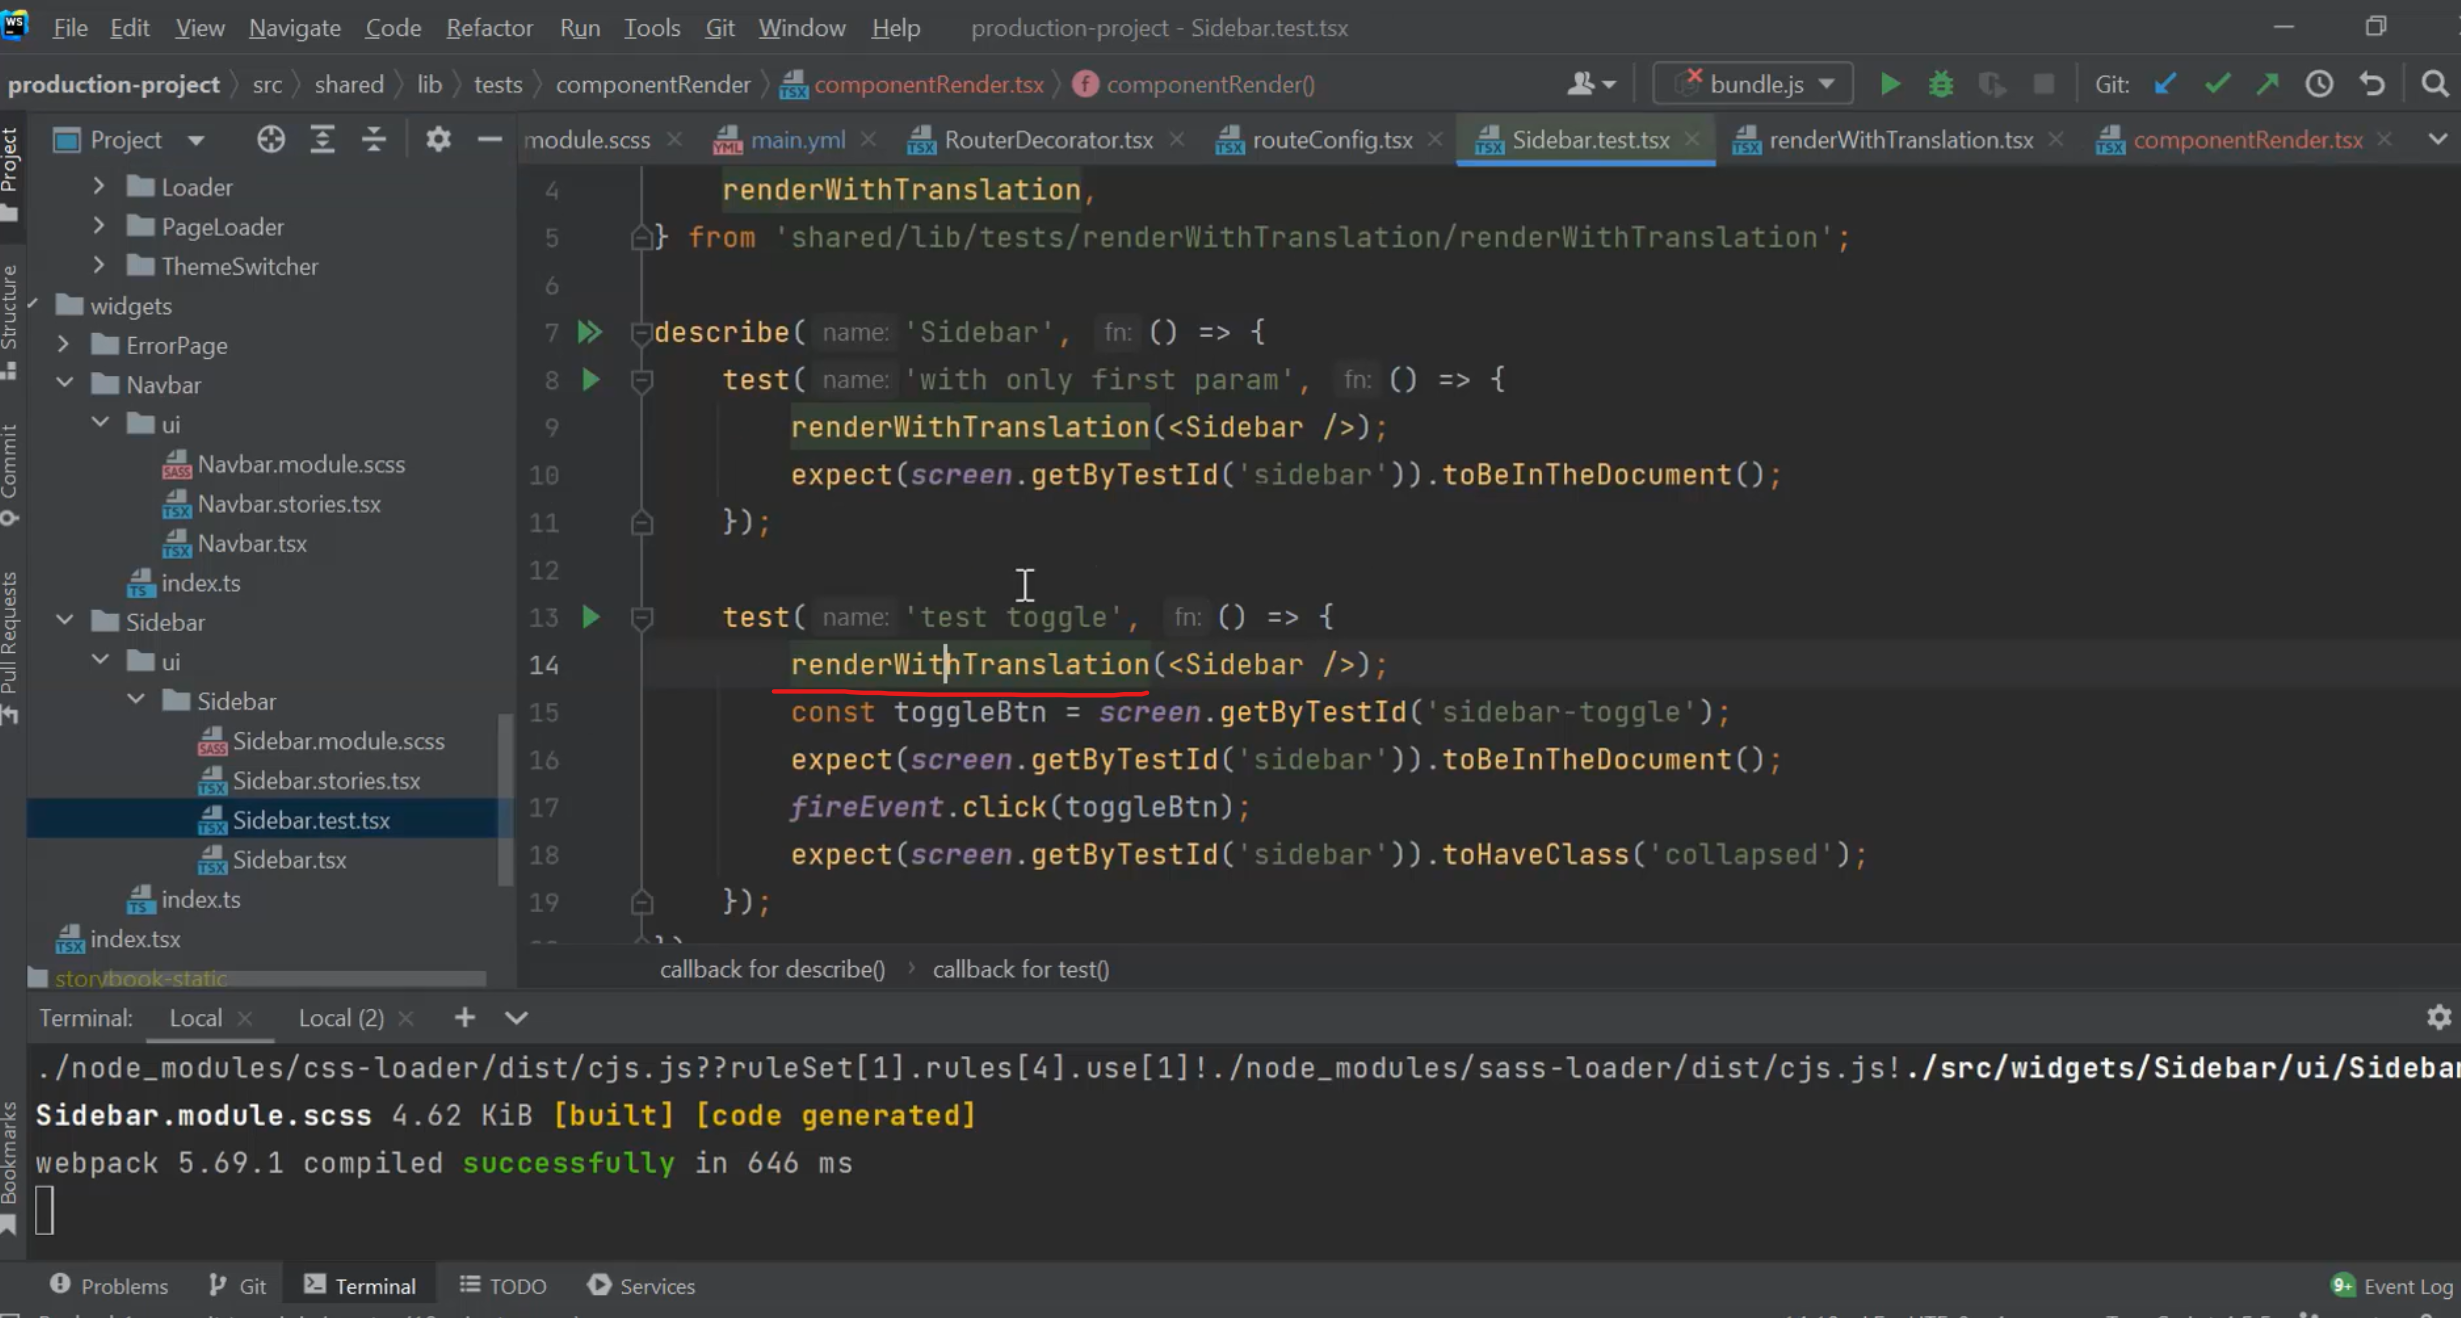 WS File Edit View Navigate Code Refactor Run Tools Git Window Help production-project - Sidebar.test.tsx
production-project src shared lib tests componentRender componentRender.tsx f componentRender() bundle.js Git:
Project module.scss main.yml RouterDecorator.tsx routeConfig.tsx Sidebar.test.tsx renderWithTranslation.tsx componentRender.tsx
Project
Structure
Commit
Pull Requests
Bookmarks
Loader
PageLoader
ThemeSwitcher
widgets
ErrorPage
Navbar
ui
Navbar.module.scss
Navbar.stories.tsx
Navbar.tsx
index.ts
Sidebar
ui
Sidebar
Sidebar.module.scss
Sidebar.stories.tsx
Sidebar.test.tsx
Sidebar.tsx
index.ts
index.tsx
storybook-static
4 renderWithTranslation,
5 } from 'shared/lib/tests/renderWithTranslation/renderWithTranslation';
6
7 describe( name: 'Sidebar', fn: () => {
8 test( name: 'with only first param', fn: () => {
9 renderWithTranslation(<Sidebar />);
10 expect(screen.getByTestId('sidebar')).toBeInTheDocument();
11 });
12
13 test( name: 'test toggle', fn: () => {
14 renderWithTranslation(<Sidebar />);
15 const toggleBtn = screen.getByTestId('sidebar-toggle');
16 expect(screen.getByTestId('sidebar')).toBeInTheDocument();
17 fireEvent.click(toggleBtn);
18 expect(screen.getByTestId('sidebar')).toHaveClass('collapsed');
19 });
callback for describe() callback for test()
Terminal: Local Local (2)
./node_modules/css-loader/dist/cjs.js??ruleSet[1].rules[4].use[1]!./node_modules/sass-loader/dist/cjs.js!./src/widgets/Sidebar/ui/Sidebar
Sidebar.module.scss 4.62 KiB [built] [code generated]
webpack 5.69.1 compiled successfully in 646 ms
Problems Git Terminal TODO Services 9+ Event Log